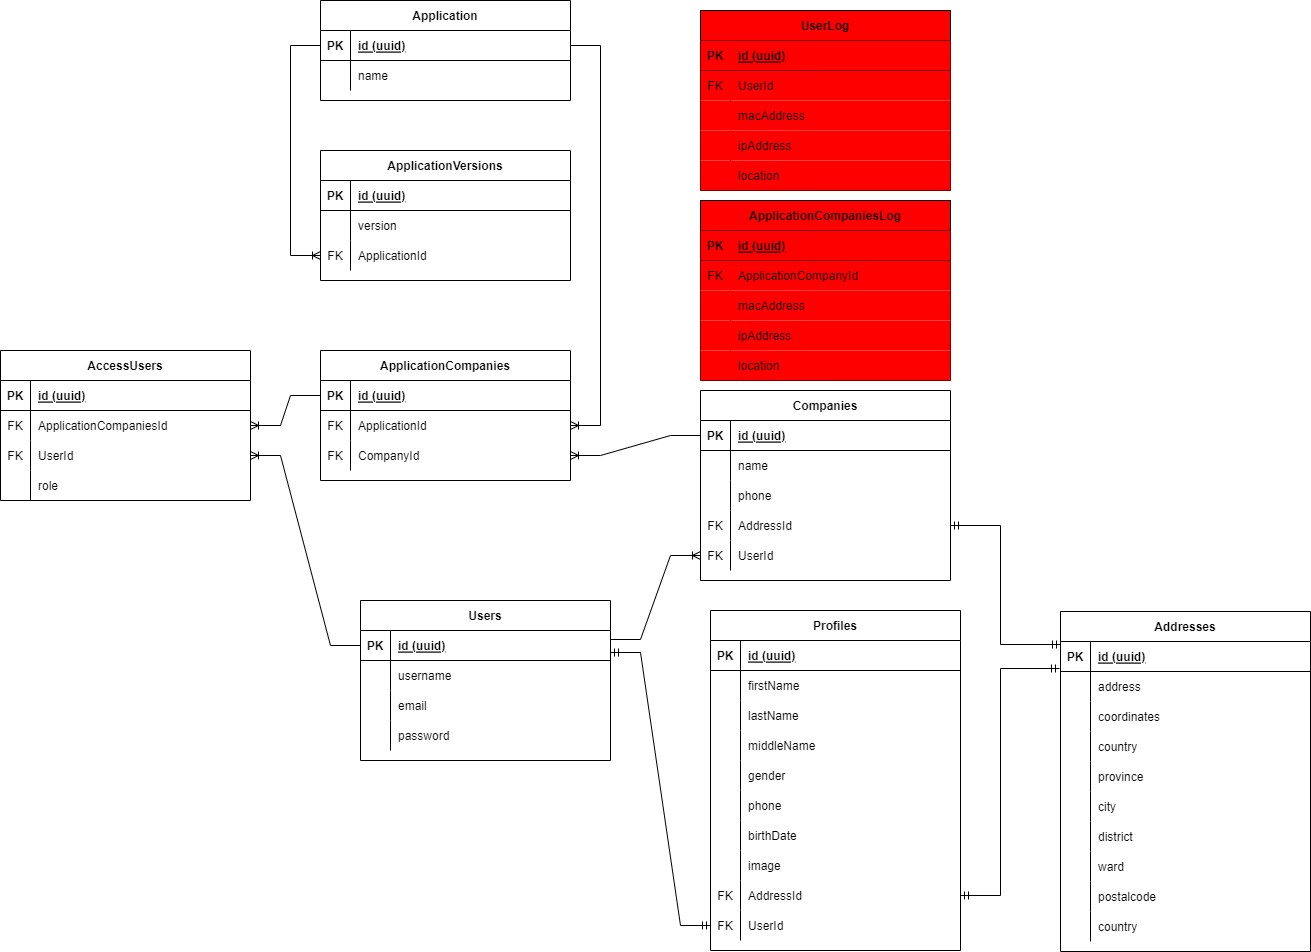 Application
PK id (uuid)
name
ApplicationVersions
PK id (uuid)
version
FK ApplicationId
UserLog
PK id (uuid)
FK UserId
macAddress
ipAddress
location
ApplicationCompaniesLog
PK id (uuid)
FK ApplicationCompanyId
macAddress
ipAddress
location
AccessUsers
PK id (uuid)
FK ApplicationCompaniesId
FK UserId
role
ApplicationCompanies
PK id (uuid)
FK ApplicationId
FK CompanyId
Companies
PK id (uuid)
name
phone
FK AddressId
FK UserId
Users
PK id (uuid)
username
email
password
Profiles
PK id (uuid)
firstName
lastName
middleName
gender
phone
birthDate
image
FK AddressId
FK UserId
Addresses
PK id (uuid)
address
coordinates
country
province
city
district
ward
postalcode
country